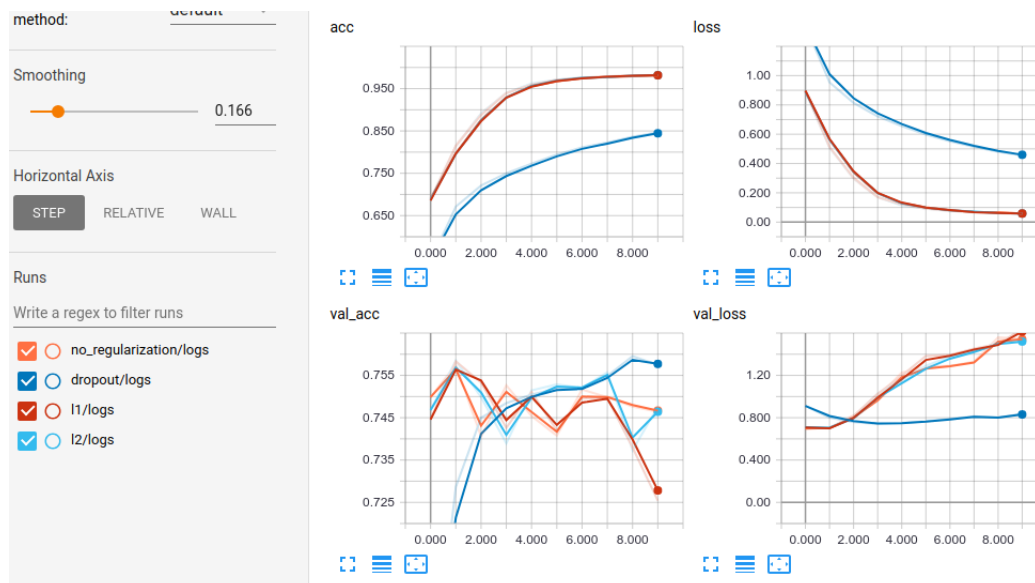 method:
default
Smoothing
0.166
Horizontal Axis
STEP RELATIVE WALL
Runs
Write a regex to filter runs
no_regularization/logs
dropout/logs
l1/logs
l2/logs
acc
0.950
0.850
0.750
0.650
0.000 2.000 4.000 6.000 8.000
loss
1.00
0.800
0.600
0.400
0.200
0.00
0.000 2.000 4.000 6.000 8.000
val_acc
0.755
0.745
0.735
0.725
0.000 2.000 4.000 6.000 8.000
val_loss
1.20
0.800
0.400
0.00
0.000 2.000 4.000 6.000 8.000